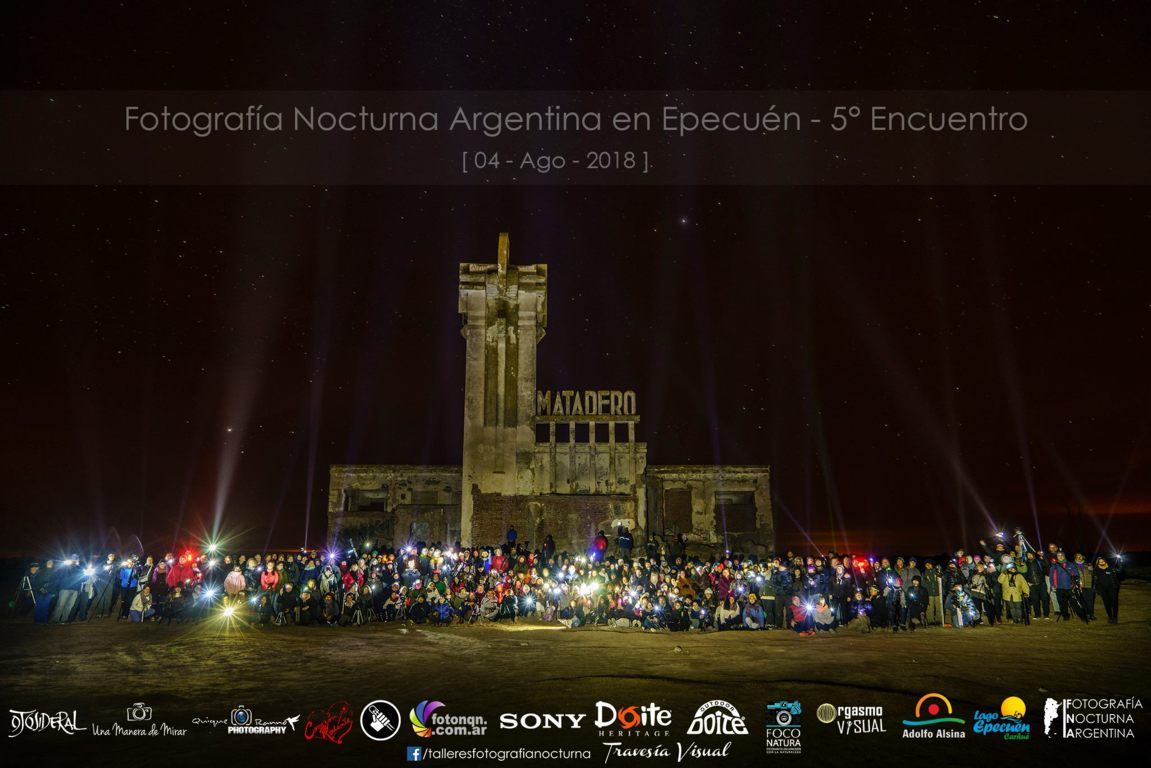 Fotografía Nocturna Argentina en Epecuén - 5° Encuentro
[ 04 - Ago - 2018 ]
MATADERO
OJOSIDERAL
Una Manera de Mirar
Quique
PHOTOGRAPHY
fotonqn.
com.ar
SONY
Doite
HERITAGE
Travesía Visual
OUTDOOR
DOITE
FOCO
NATURA
Orgasmo
VISUAL
Adolfo Alsina
Lago
Epecuén
Carhué
FOTOGRAFÍA
NOCTURNA
ARGENTINA
/talleresfotografianocturna